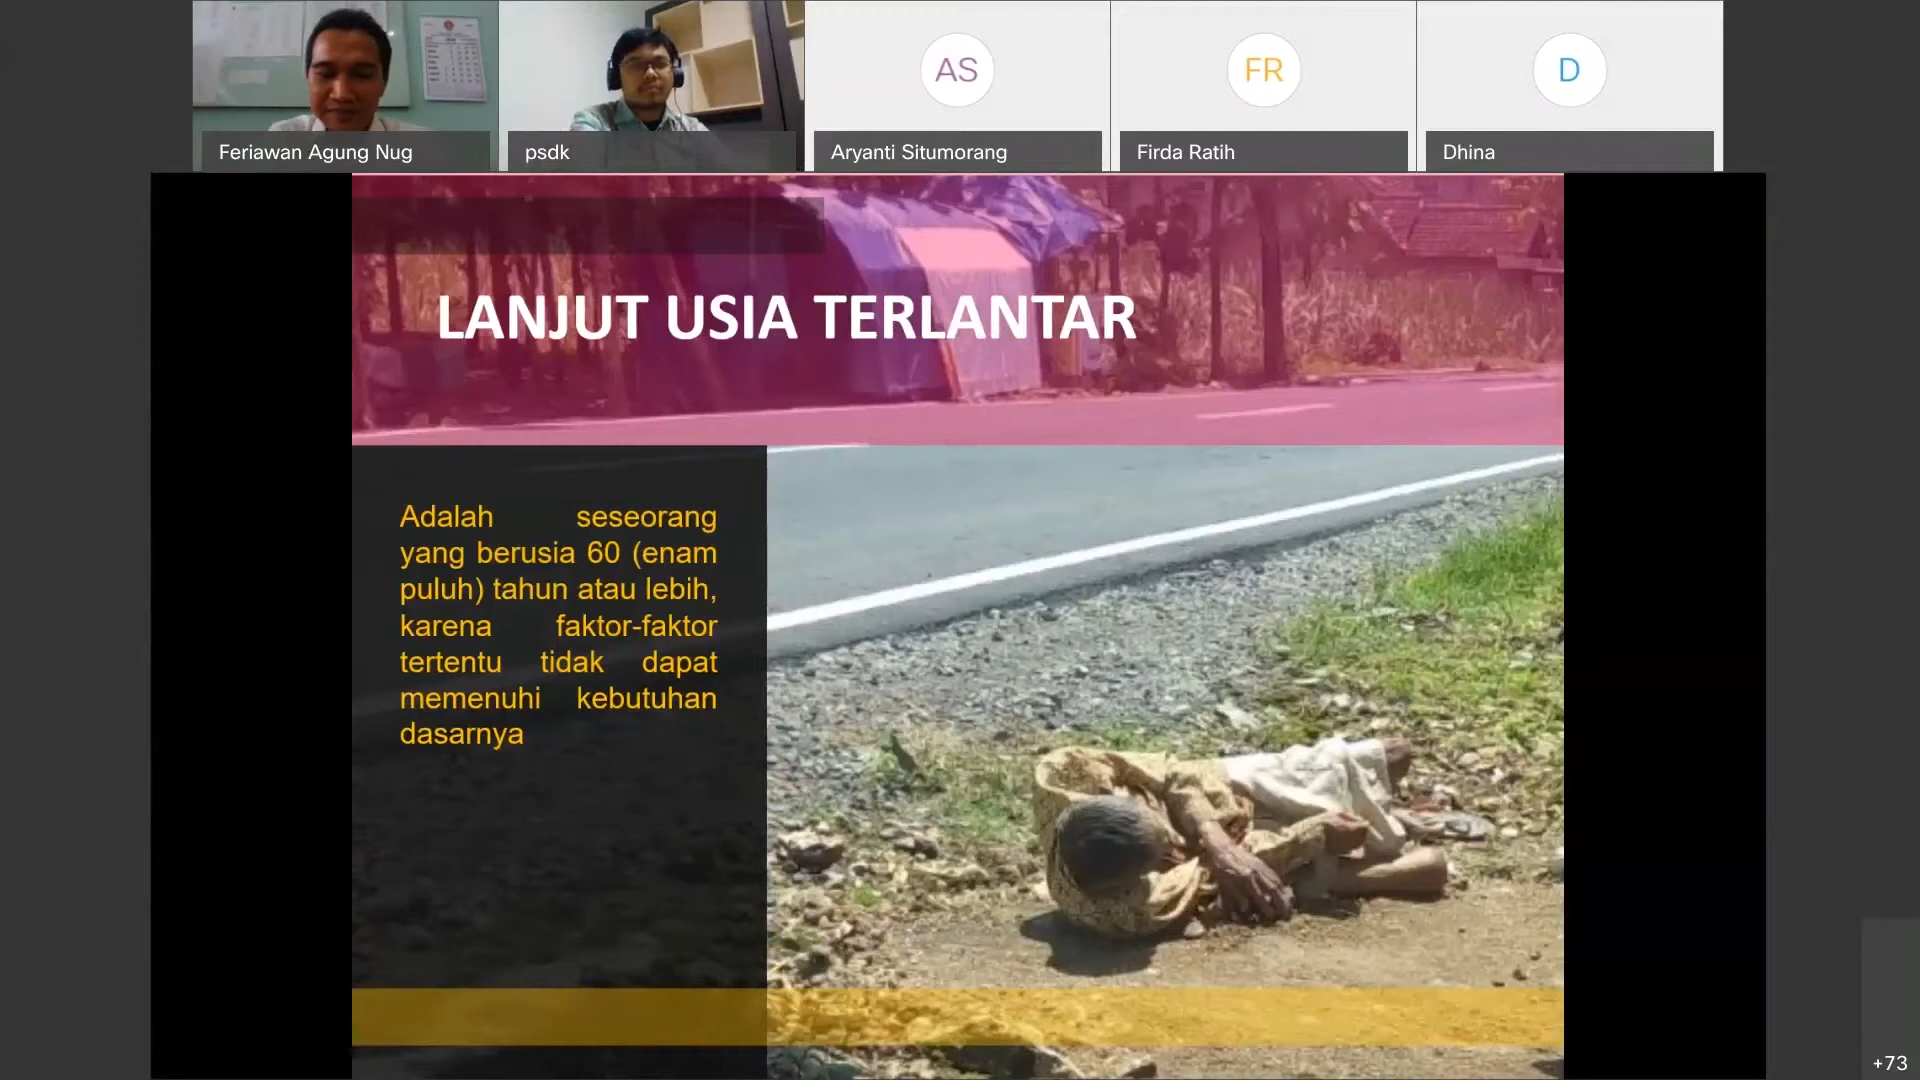 Feriawan Agung Nug
psdk
AS
Aryanti Situmorang
FR
Firda Ratih
D
Dhina
LANJUT USIA TERLANTAR
Adalah seseorang
yang berusia 60 (enam
puluh) tahun atau lebih,
karena faktor-faktor
tertentu tidak dapat
memenuhi kebutuhan
dasarnya
+73